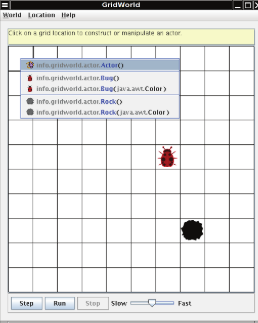 GridWorld
World Location Help
Click on a grid location to construct or manipulate an actor.
info.gridworld.actor.Actor()
info.gridworld.actor.Bug()
info.gridworld.actor.Bug(java.awt.Color)
info.gridworld.actor.Rock()
info.gridworld.actor.Rock(java.awt.Color)
Step Run Stop Slow Fast